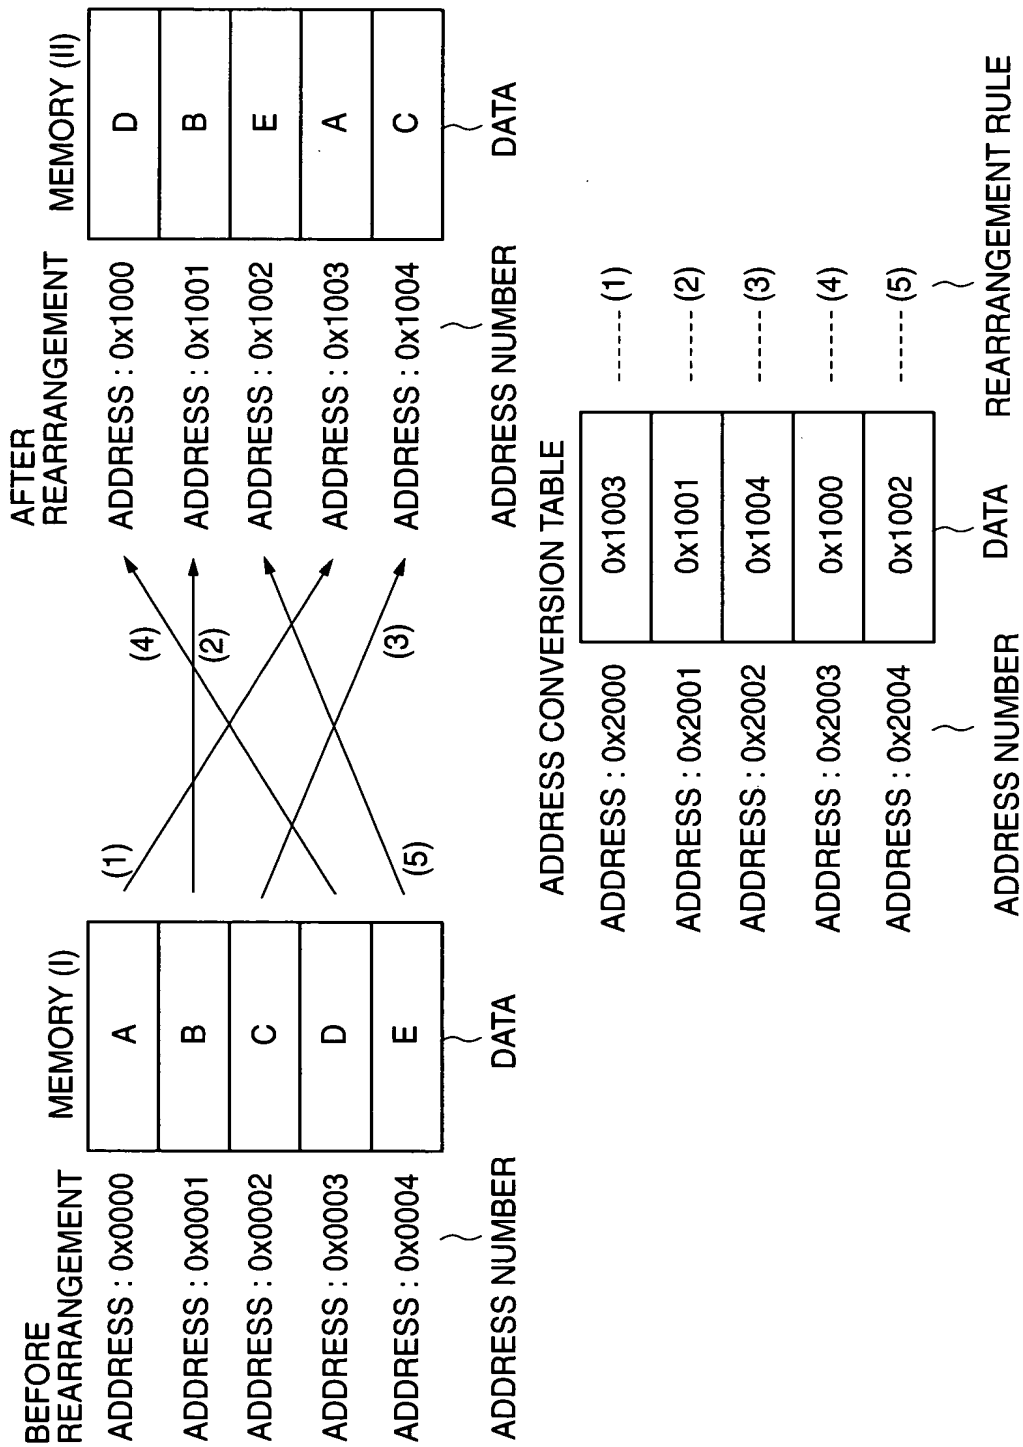 BEFORE
REARRANGEMENT
MEMORY (I)
ADDRESS : 0x0000
A
ADDRESS : 0x0001
B
ADDRESS : 0x0002
C
ADDRESS : 0x0003
D
ADDRESS : 0x0004
E
ADDRESS NUMBER
DATA
(1)
(2)
(3)
(4)
(5)
AFTER
REARRANGEMENT
MEMORY (II)
ADDRESS : 0x1000
D
ADDRESS : 0x1001
B
ADDRESS : 0x1002
E
ADDRESS : 0x1003
A
ADDRESS : 0x1004
C
ADDRESS NUMBER
DATA
ADDRESS CONVERSION TABLE
ADDRESS : 0x2000
0x1003
(1)
ADDRESS : 0x2001
0x1001
(2)
ADDRESS : 0x2002
0x1004
(3)
ADDRESS : 0x2003
0x1000
(4)
ADDRESS : 0x2004
0x1002
(5)
ADDRESS NUMBER
DATA
REARRANGEMENT RULE